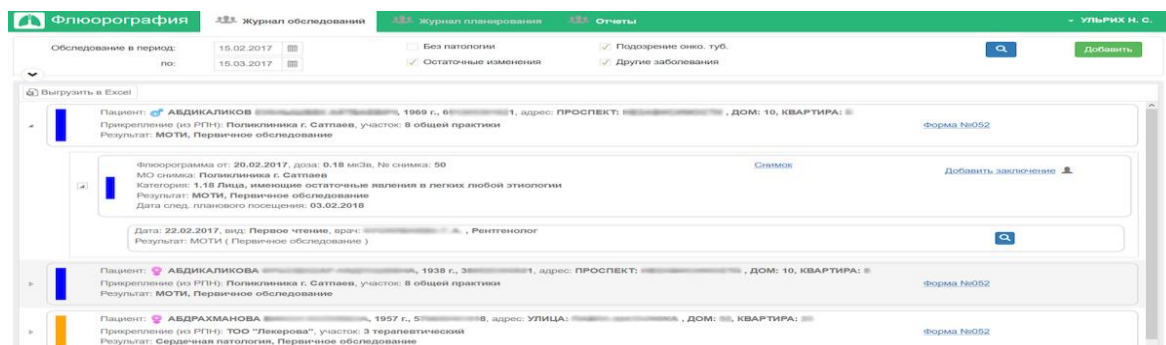 Флюорография Журнал обследований Журнал планирования Отчеты УЛЬРИХ Н. С.
Обследование в период: 15.02.2017 Без патологии Подозрение онко. туб. Добавить
по: 15.03.2017 Остаточные изменения Другие заболевания
Выгрузить в Excel
Пациент: АБДИКАЛИКОВ , 1969 г., адрес: ПРОСПЕКТ: , ДОМ: 10, КВАРТИРА:
Прикрепление (из РПН): Поликлиника г. Сатпаев, участок: 8 общей практики Форма №052
Результат: МОТИ, Первичное обследование
Флюорограмма от: 20.02.2017, доза: 0.18 мкЗв, № снимка: 50 Снимок
МО снимка: Поликлиника г. Сатпаев Добавить заключение
Категория: 1.18 Лица, имеющие остаточные явления в легких любой этиологии
Результат: МОТИ, Первичное обследование
Дата след. планового посещения: 03.02.2018
Дата: 22.02.2017, вид: Первое чтение, врач: , Рентгенолог
Результат: МОТИ ( Первичное обследование )
Пациент: АБДИКАЛИКОВА , 1938 г., адрес: ПРОСПЕКТ: , ДОМ: 10, КВАРТИРА:
Прикрепление (из РПН): Поликлиника г. Сатпаев, участок: 8 общей практики Форма №052
Результат: МОТИ, Первичное обследование
Пациент: АБДРАХМАНОВА , 1957 г., адрес: УЛИЦА: , ДОМ: , КВАРТИРА:
Прикрепление (из РПН): ТОО "Лекерова", участок: 3 терапевтический Форма №052
Результат: Сердечная патология, Первичное обследование